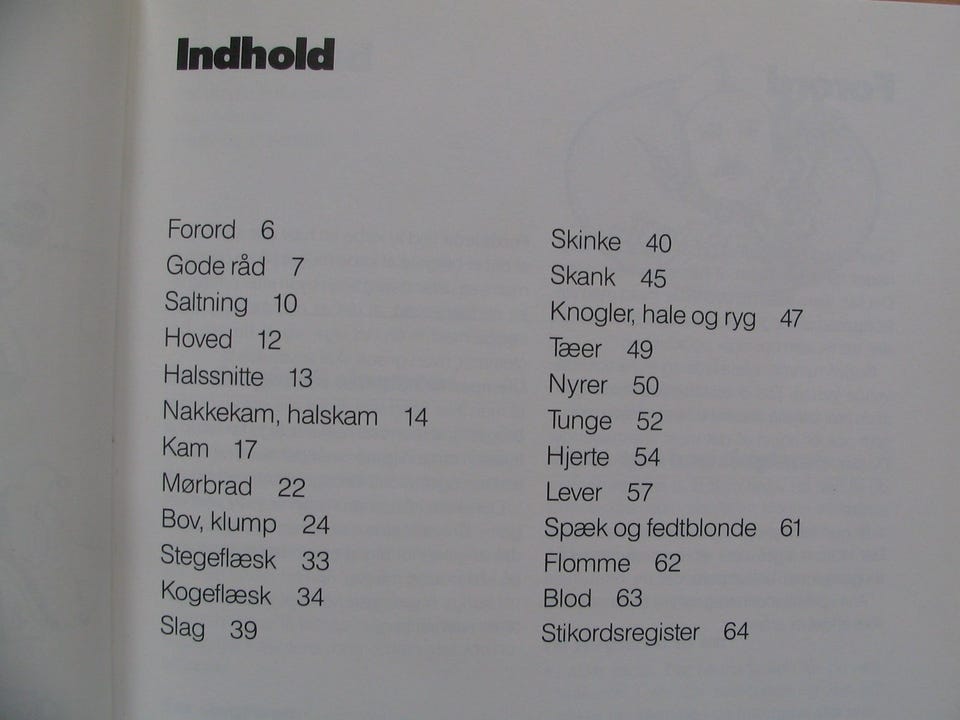 Indhold
Forord 6
Gode råd 7
Saltning 10
Hoved 12
Halssnitte 13
Nakkekam, halskam 14
Kam 17
Mørbrad 22
Bov, klump 24
Stegeflæsk 33
Kogeflæsk 34
Slag 39
Skinke 40
Skank 45
Knogler, hale og ryg 47
Tæer 49
Nyrer 50
Tunge 52
Hjerte 54
Lever 57
Spæk og fedtblonde 61
Flomme 62
Blod 63
Stikordsregister 64